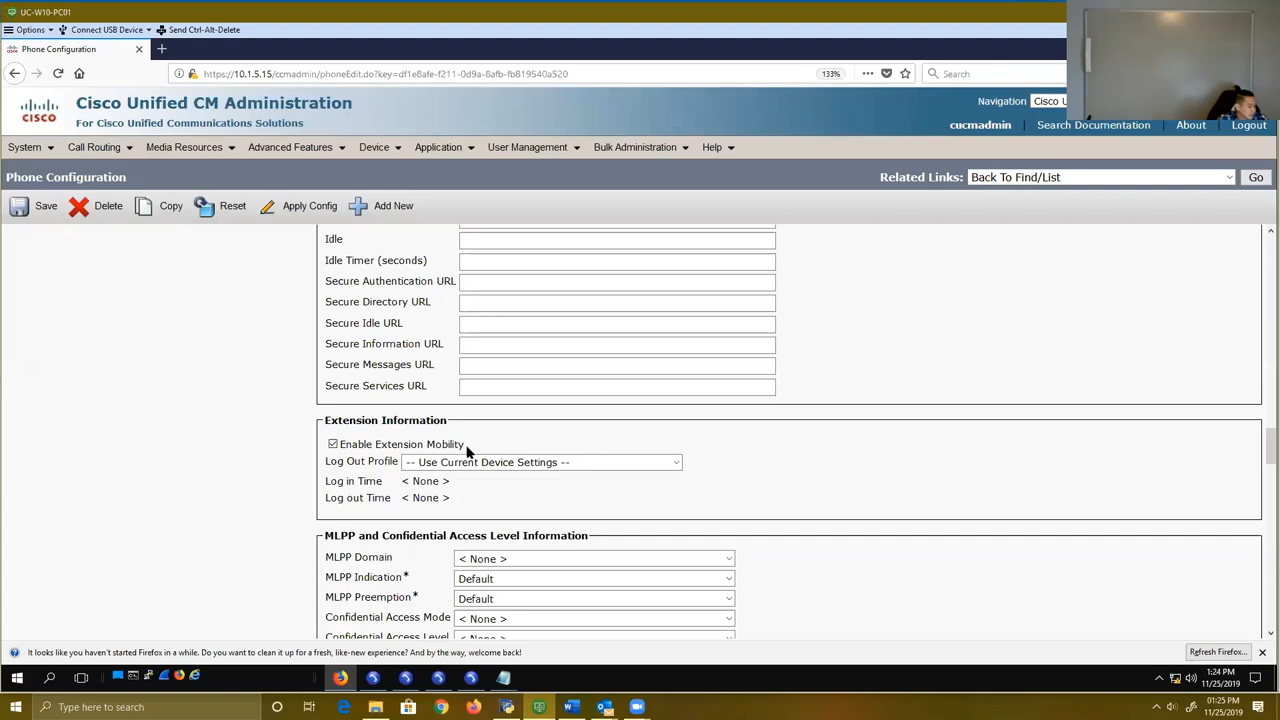 UC-W10-PC01
Options Connect USB Device Send Ctrl-Alt-Delete
Phone Configuration
https://10.1.5.15/ccmadmin/phoneEdit.do?key=df1e8afe-f211-0d9a-6afb-fb819540a520 133% Search
Cisco Unified CM Administration Navigation Cisco U
CISCO For Cisco Unified Communications Solutions cucmadmin Search Documentation About Logout
System Call Routing Media Resources Advanced Features Device Application User Management Bulk Administration Help
Phone Configuration Related Links: Back To Find/List Go
Save Delete Copy Reset Apply Config Add New
Idle
Idle Timer (seconds)
Secure Authentication URL
Secure Directory URL
Secure Idle URL
Secure Information URL
Secure Messages URL
Secure Services URL
Extension Information
Enable Extension Mobility
Log Out Profile -- Use Current Device Settings --
Log in Time < None >
Log out Time < None >
MLPP and Confidential Access Level Information
MLPP Domain < None >
MLPP Indication* Default
MLPP Preemption* Default
Confidential Access Mode < None >
Confidential Access Level < None >
It looks like you haven't started Firefox in a while. Do you want to clean it up for a fresh, like-new experience? And by the way, welcome back! Refresh Firefox...
1:24 PM
11/25/2019
Type here to search
01:25 PM
11/25/2019